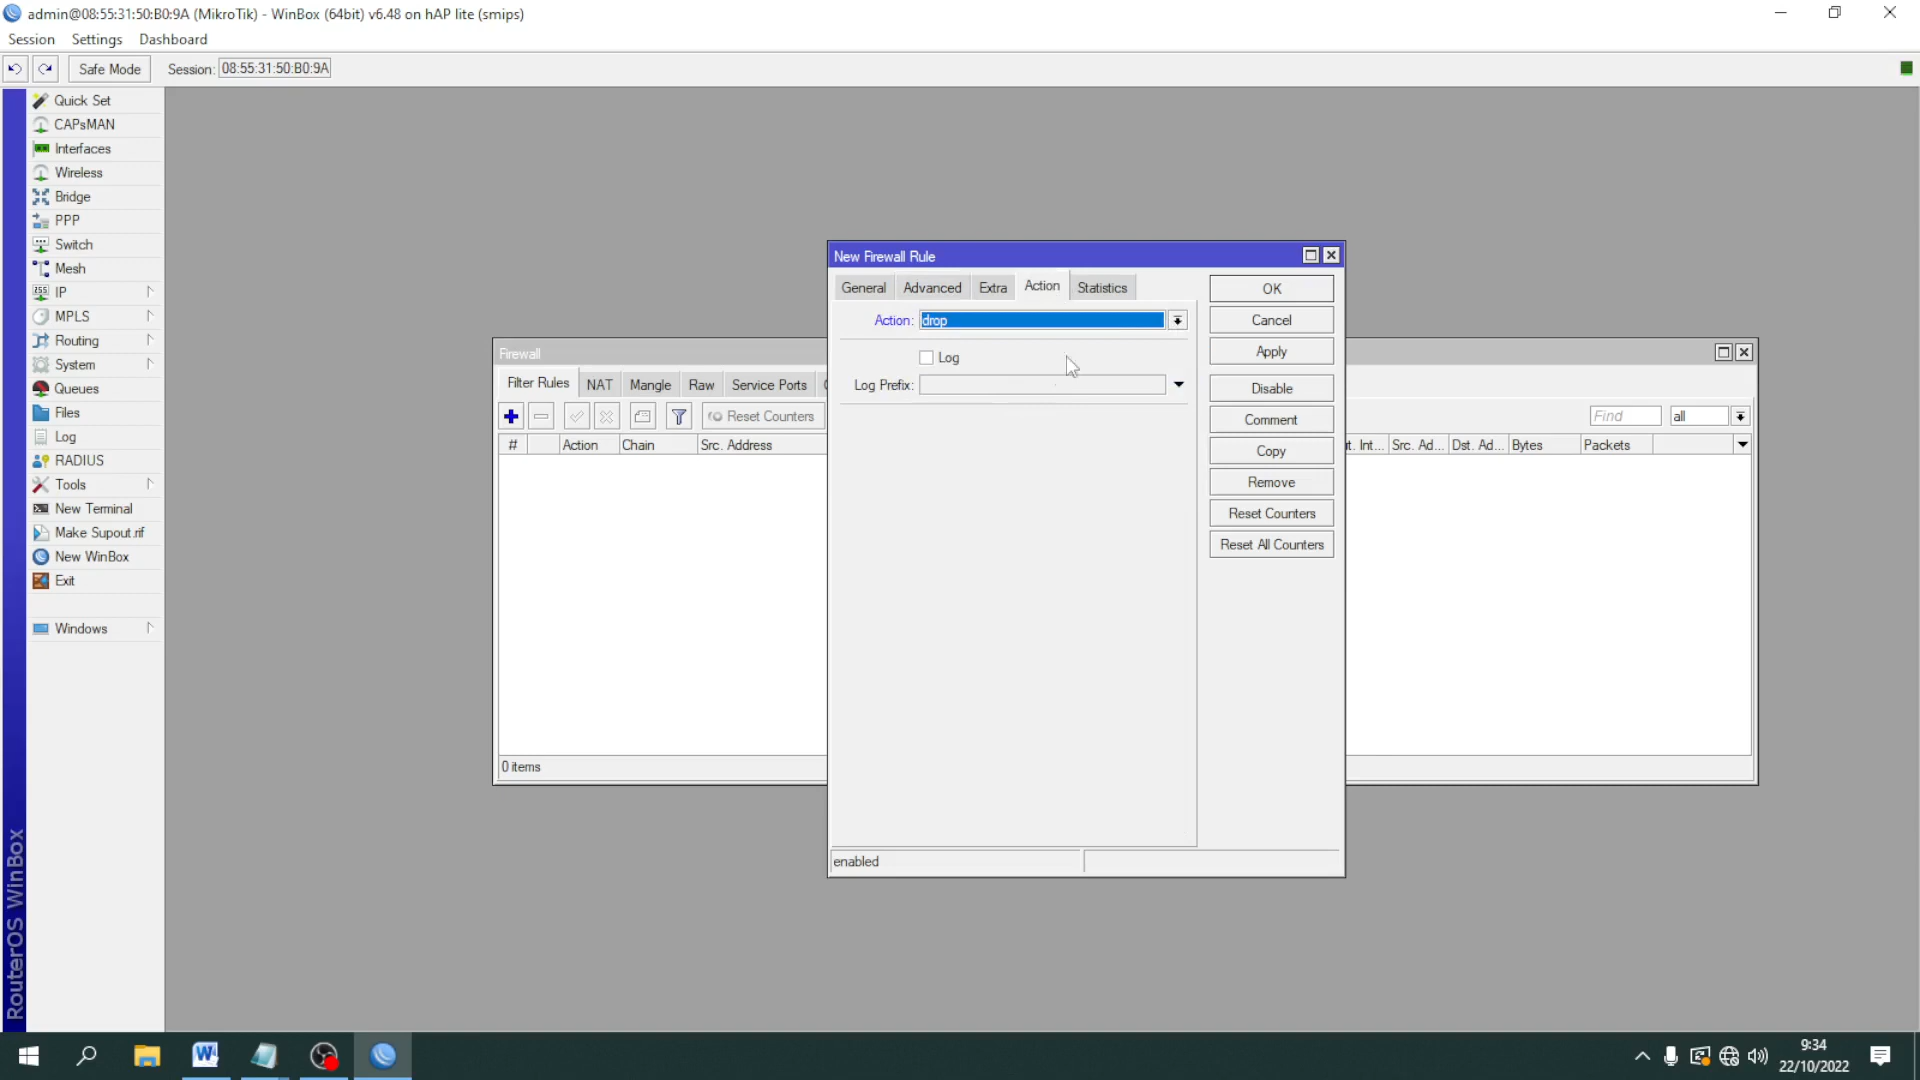 admin@08:55:31:50:B0:9A (MikroTik) - WinBox (64bit) v6.48 on hAP lite (smips)
Session Settings Dashboard
Safe Mode Session: 08:55:31:50:B0:9A
Quick Set
CAPsMAN
Interfaces
Wireless
Bridge
PPP
Switch
Mesh
IP
MPLS
Routing
System
Queues
Files
Log
RADIUS
Tools
New Terminal
Make Supout.rif
New WinBox
Exit
Windows
RouterOS WinBox
Firewall
Filter Rules NAT Mangle Raw Service Ports
Reset Counters Find all
# Action Chain Src. Address t. Int... Src. Ad... Dst. Ad... Bytes Packets
0 items
New Firewall Rule
General Advanced Extra Action Statistics
Action: drop
Log
Log Prefix:
OK
Cancel
Apply
Disable
Comment
Copy
Remove
Reset Counters
Reset All Counters
enabled
9:34
22/10/2022